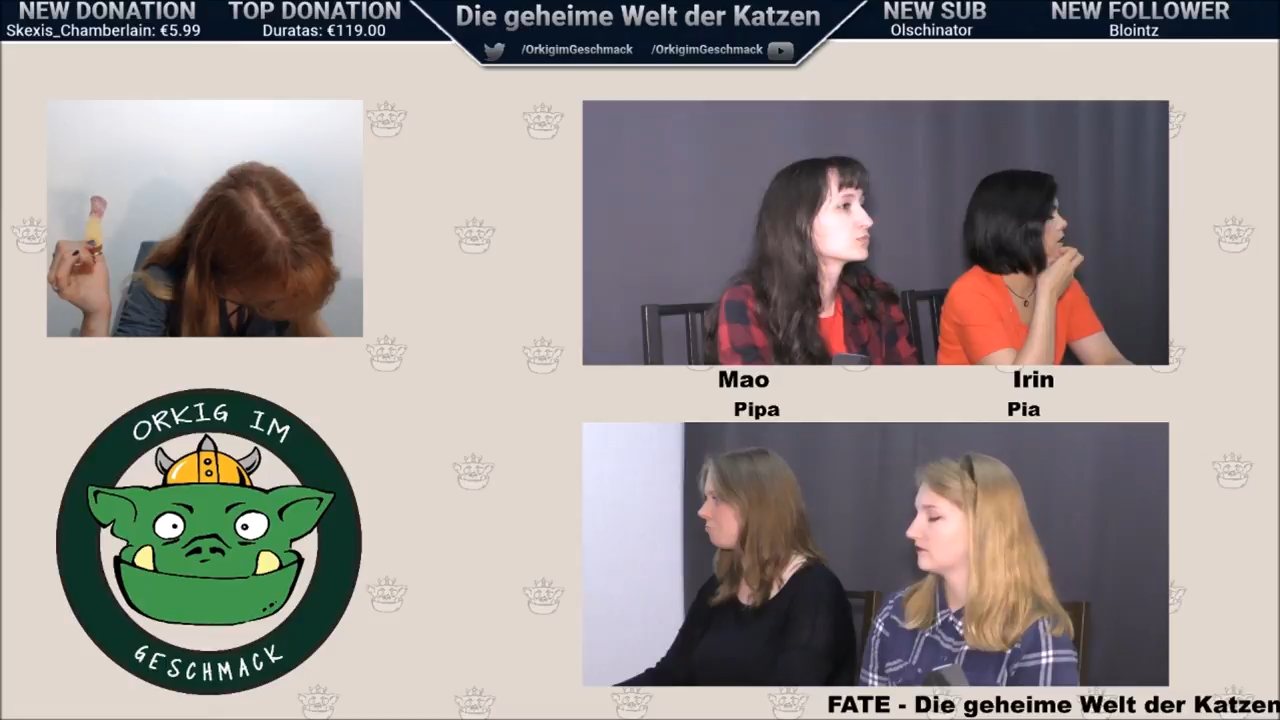 NEW DONATION
Skexis_Chamberlain: €5.99
TOP DONATION
Duratas: €119.00
Die geheime Welt der Katzen
/OrkigimGeschmack /OrkigimGeschmack
NEW SUB
Olschinator
NEW FOLLOWER
Blointz
Mao Irin
Pipa Pia
ORKIG IM
GESCHMACK
FATE - Die geheime Welt der Katzen